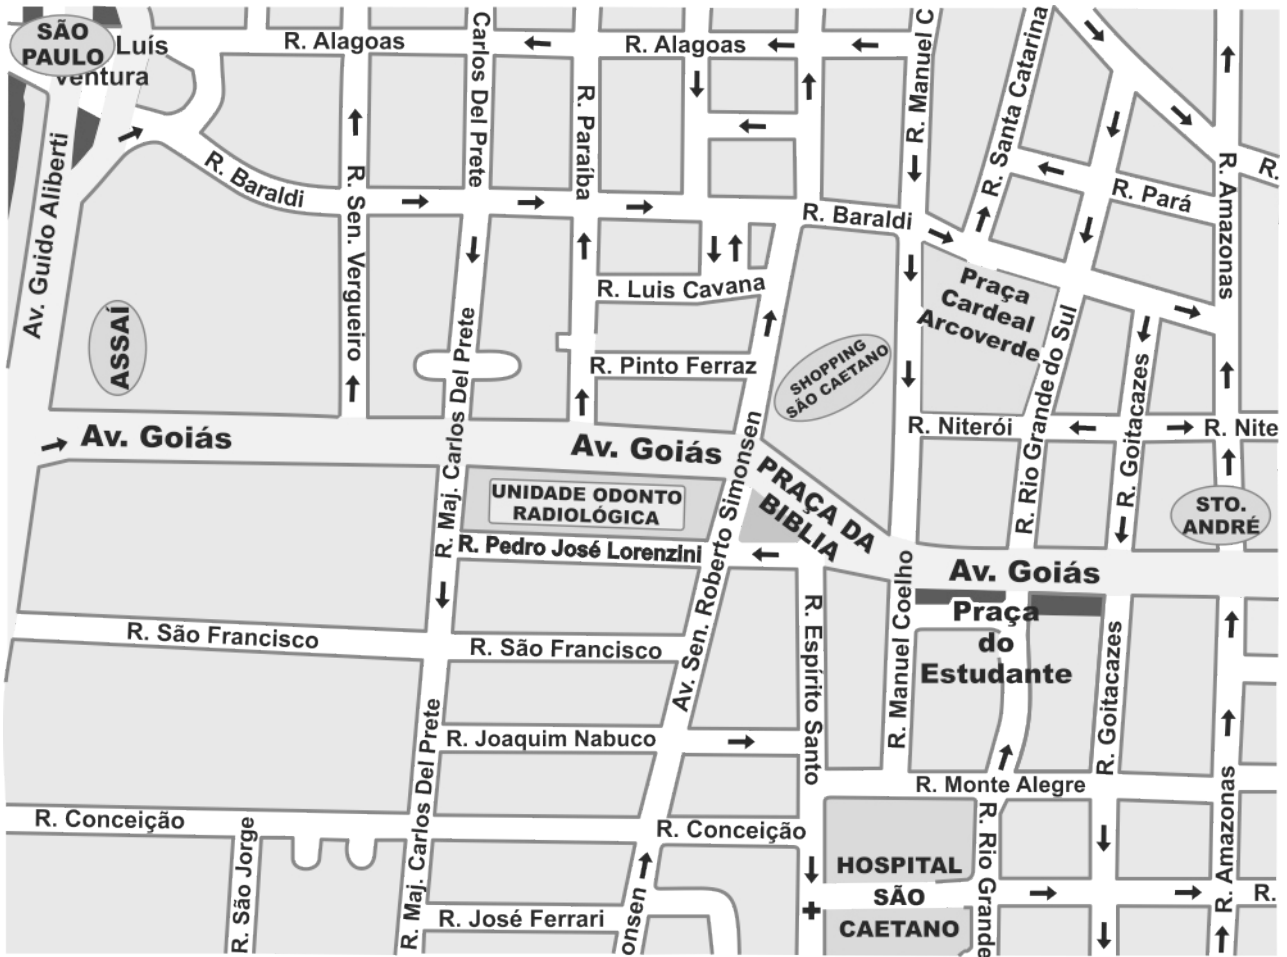 SÃO
PAULO
Luís
Ventura
R. Alagoas
Carlos Del Prete
R. Alagoas
R. Manuel C
R. Santa Catarina
R. Paraíba
Av. Guido Aliberti
R. Baraldi
R. Sen. Vergueiro
R. Baraldi
R. Pará
R.
R. Amazonas
R. Luis Cavana
Praça
Cardeal
Arcoverde
ASSAÍ
R. Maj. Carlos Del Prete
R. Pinto Ferraz
SHOPPING
SÃO CAETANO
R. Rio Grande do Sul
R. Goitacazes
R. Niterói
R. Nite
Av. Goiás
Av. Goiás
PRAÇA DA
BIBLIA
UNIDADE ODONTO
RADIOLÓGICA
STO.
ANDRÉ
R. Pedro José Lorenzini
Av. Sen. Roberto Simonsen
Av. Goiás
R. Espírito Santo
R. Manuel Coelho
Praça
do
Estudante
R. Goitacazes
R. São Francisco
R. São Francisco
R. Maj. Carlos Del Prete
R. Joaquim Nabuco
R. Monte Alegre
R. Conceição
R. São Jorge
R. Conceição
R. Rio Grande
R. Amazonas
HOSPITAL
SÃO
CAETANO
R. José Ferrari
onsen
R.